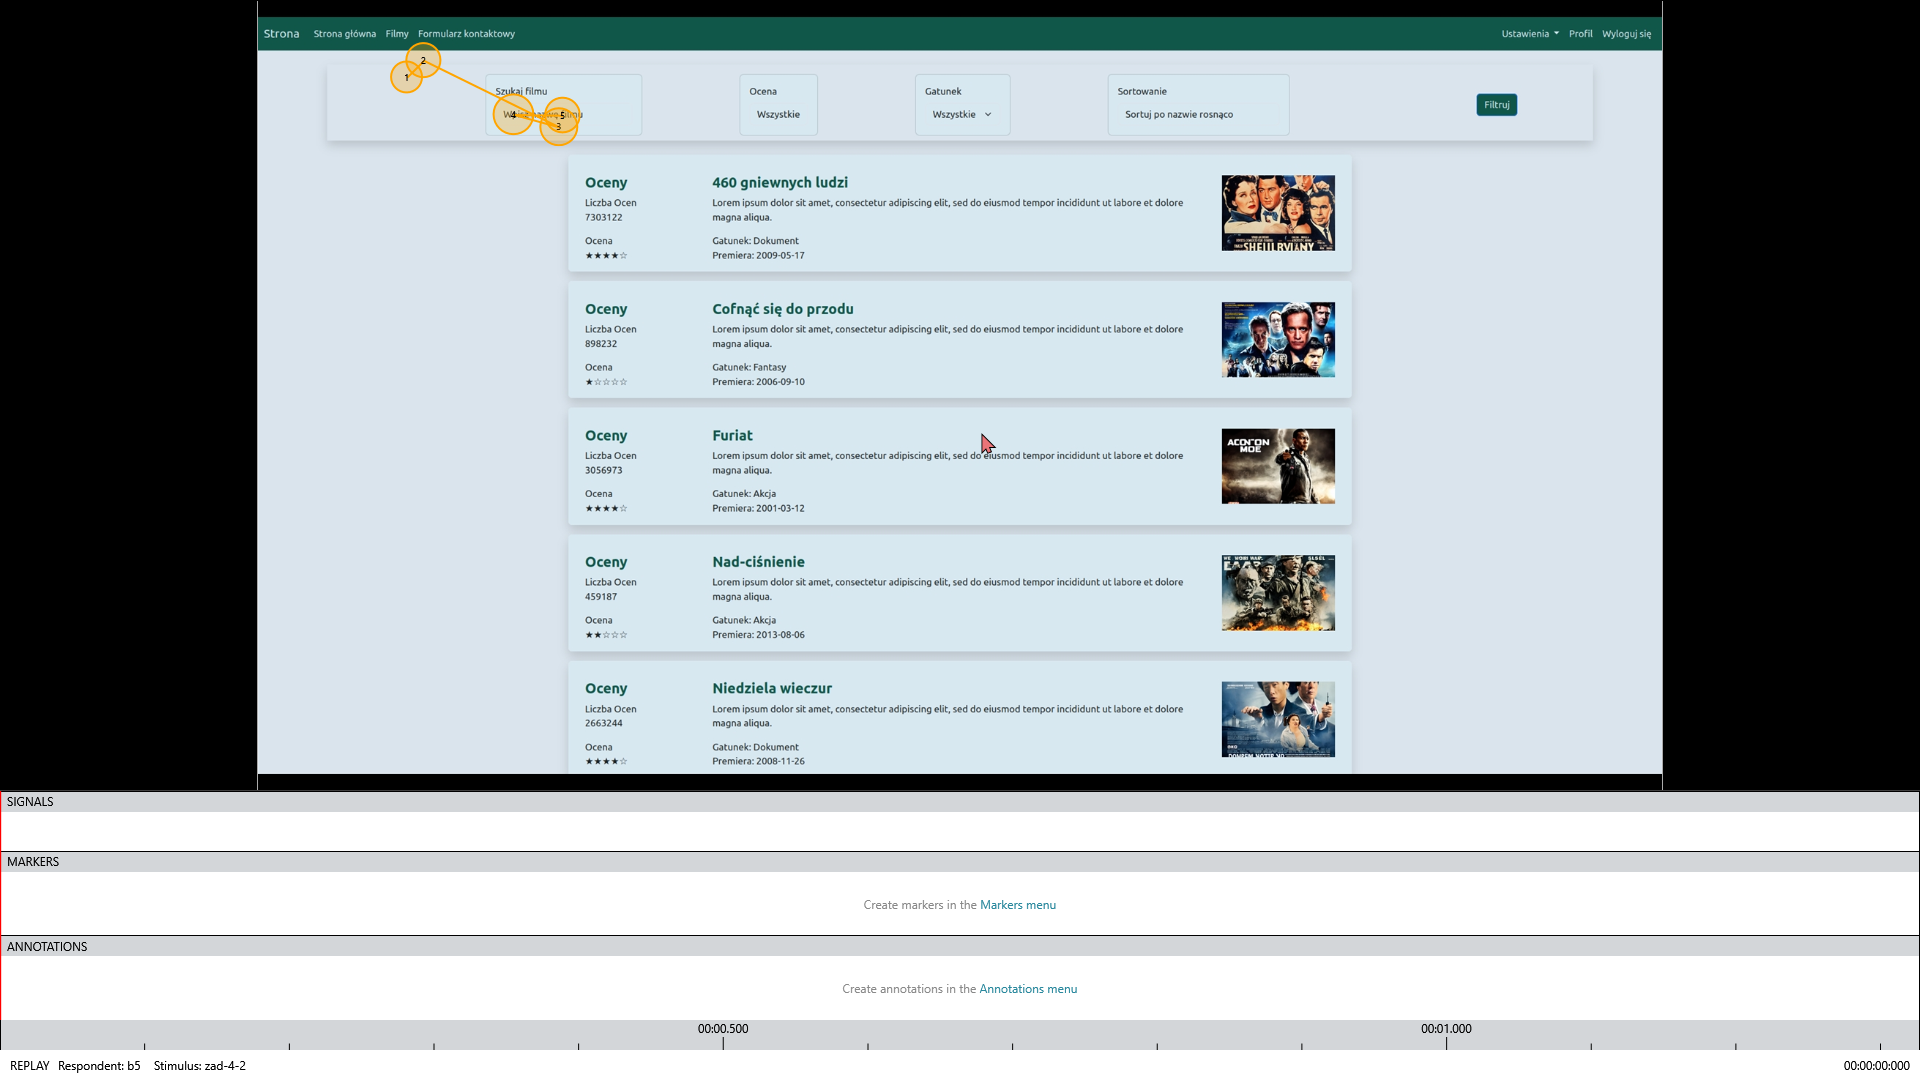 Strona Strona główna Filmy Formularz kontaktowy Ustawienia Profil Wyloguj się
1
2
3
4
5
Szukaj filmu
Ocena
Wszystkie
Gatunek
Wszystkie
Sortowanie
Sortuj po nazwie rosnąco
Filtruj
Oceny
Liczba Ocen
7303122
Ocena
★★★★☆
460 gniewnych ludzi
Lorem ipsum dolor sit amet, consectetur adipiscing elit, sed do eiusmod tempor incididunt ut labore et dolore
magna aliqua.
Gatunek: Dokument
Premiera: 2009-05-17
Oceny
Liczba Ocen
898232
Ocena
★☆☆☆☆
Cofnąć się do przodu
Lorem ipsum dolor sit amet, consectetur adipiscing elit, sed do eiusmod tempor incididunt ut labore et dolore
magna aliqua.
Gatunek: Fantasy
Premiera: 2006-09-10
Oceny
Liczba Ocen
3056973
Ocena
★★★★☆
Furiat
Lorem ipsum dolor sit amet, consectetur adipiscing elit, sed do eiusmod tempor incididunt ut labore et dolore
magna aliqua.
Gatunek: Akcja
Premiera: 2001-03-12
Oceny
Liczba Ocen
459187
Ocena
★★☆☆☆
Nad-ciśnienie
Lorem ipsum dolor sit amet, consectetur adipiscing elit, sed do eiusmod tempor incididunt ut labore et dolore
magna aliqua.
Gatunek: Akcja
Premiera: 2013-08-06
Oceny
Liczba Ocen
2663244
Ocena
★★★★☆
Niedziela wieczur
Lorem ipsum dolor sit amet, consectetur adipiscing elit, sed do eiusmod tempor incididunt ut labore et dolore
magna aliqua.
Gatunek: Dokument
Premiera: 2008-11-26
SIGNALS
MARKERS
Create markers in the Markers menu
ANNOTATIONS
Create annotations in the Annotations menu
00:00.500 00:01.000
REPLAY Respondent: b5 Stimulus: zad-4-2 00:00:00:000